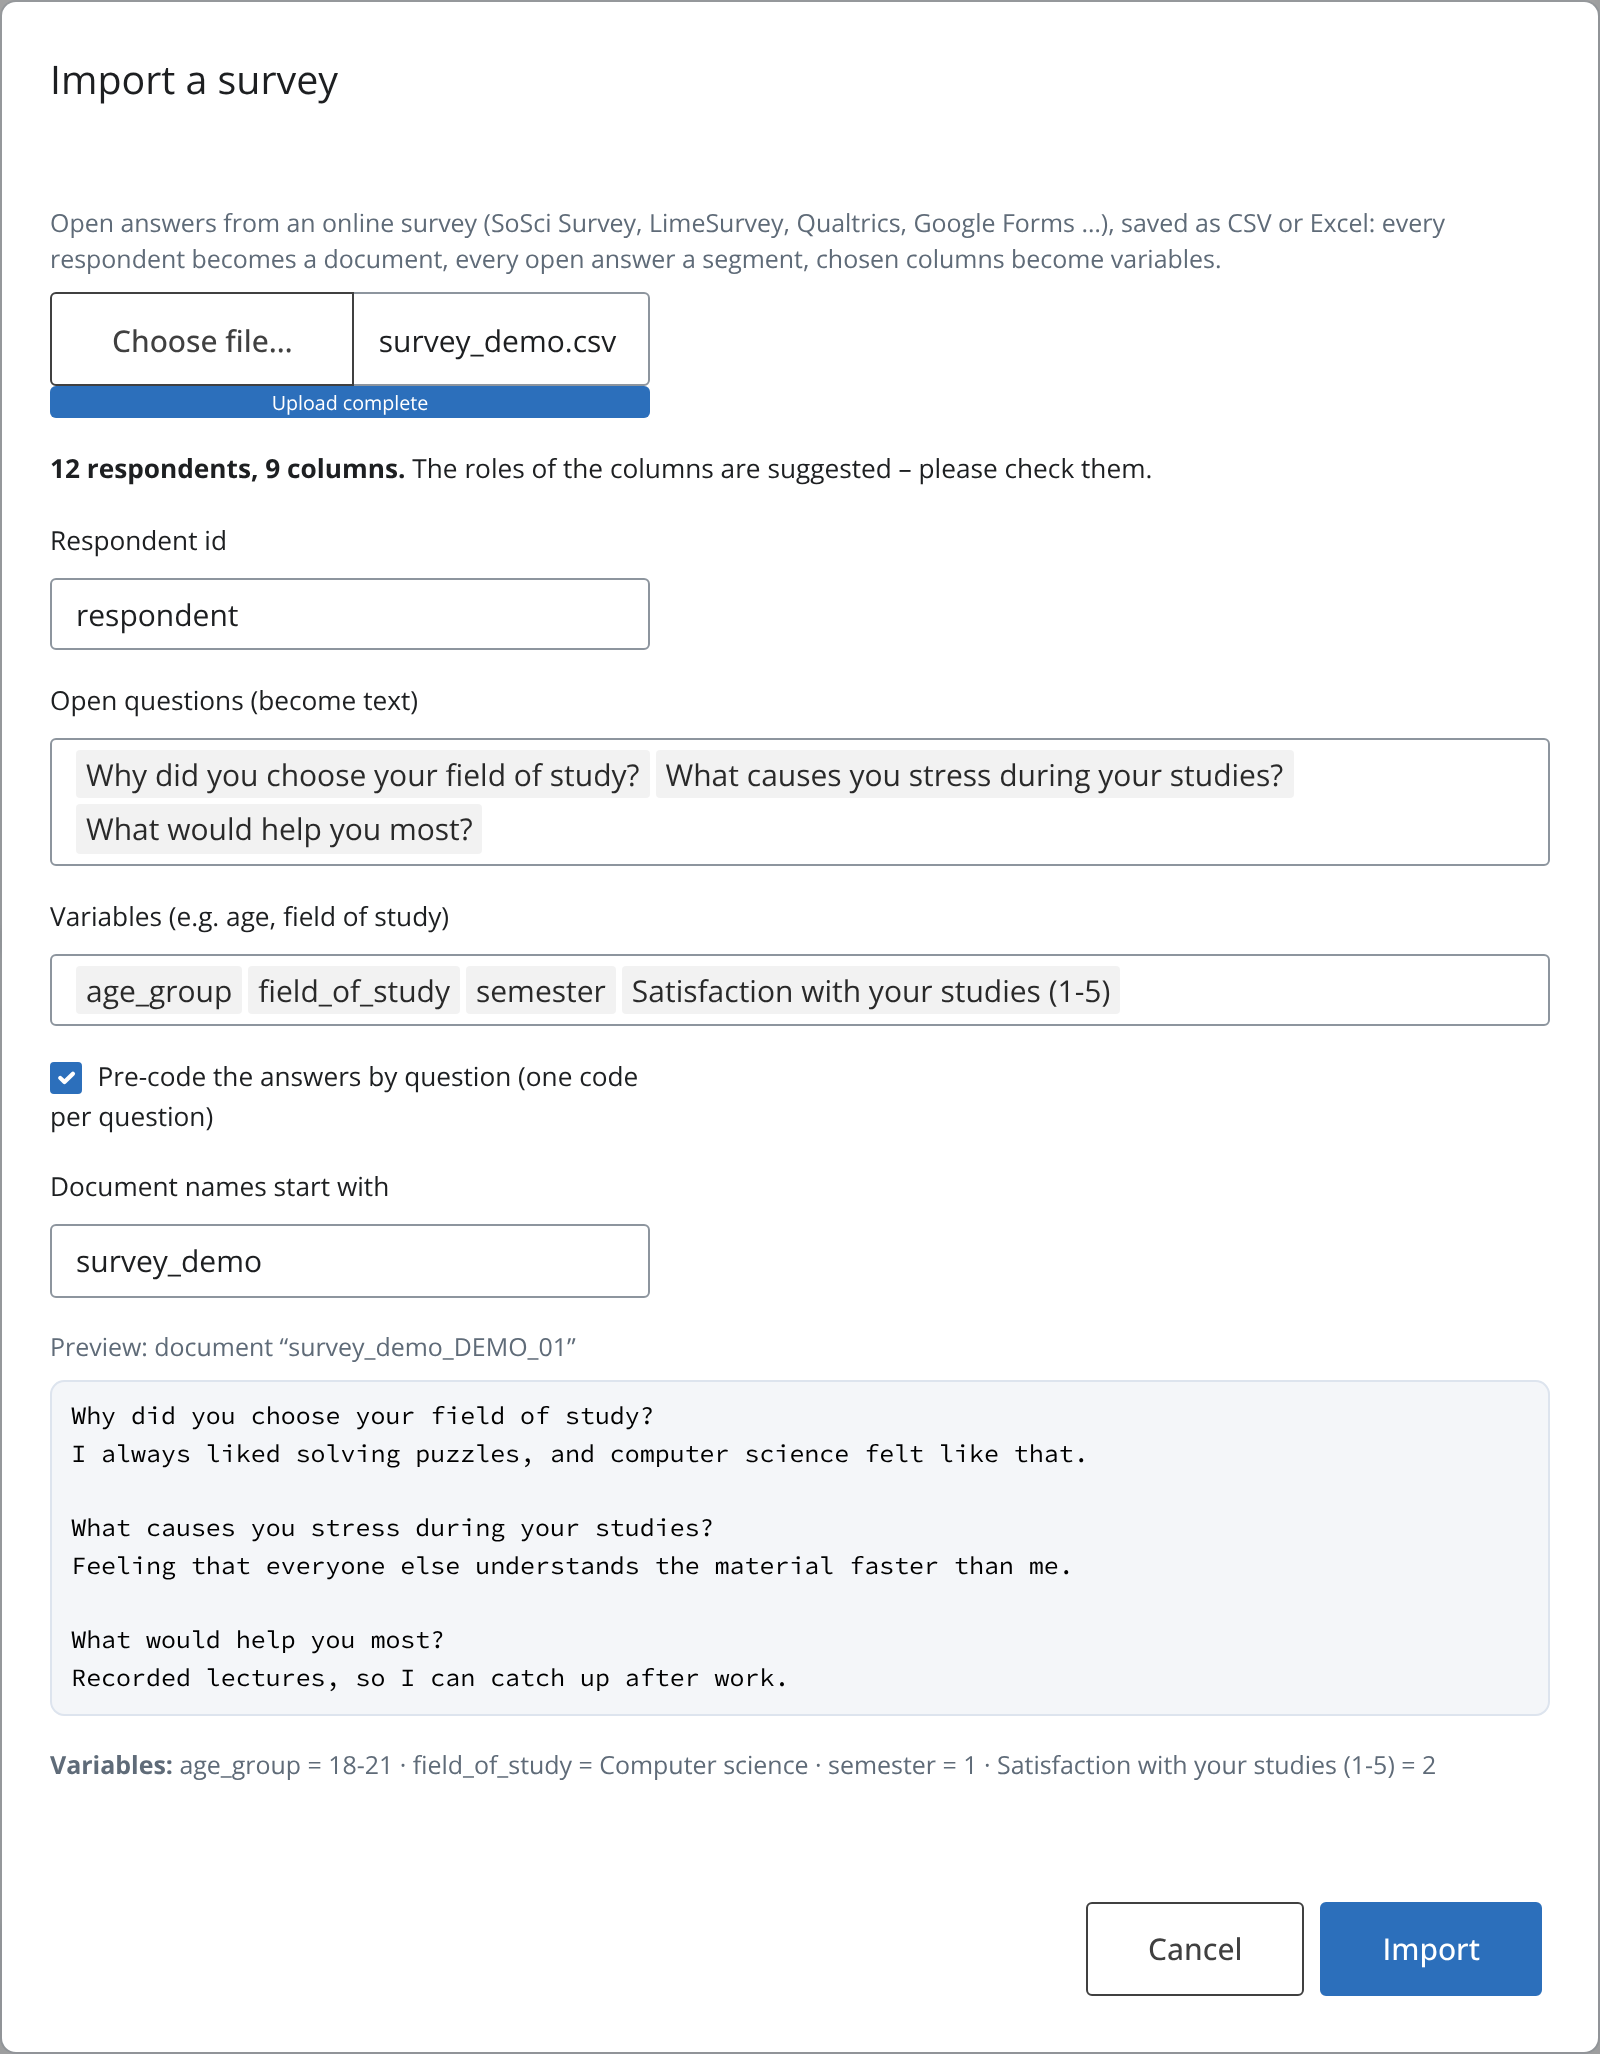 Import a survey
Open answers from an online survey (SoSci Survey, LimeSurvey, Qualtrics, Google Forms ...), saved as CSV or Excel: every
respondent becomes a document, every open answer a segment, chosen columns become variables.
Choose file... survey_demo.csv
Upload complete
12 respondents, 9 columns. The roles of the columns are suggested – please check them.
Respondent id
respondent
Open questions (become text)
Why did you choose your field of study? What causes you stress during your studies?
What would help you most?
Variables (e.g. age, field of study)
age_group field_of_study semester Satisfaction with your studies (1-5)
Pre-code the answers by question (one code
per question)
Document names start with
survey_demo
Preview: document “survey_demo_DEMO_01”
Why did you choose your field of study?
I always liked solving puzzles, and computer science felt like that.
What causes you stress during your studies?
Feeling that everyone else understands the material faster than me.
What would help you most?
Recorded lectures, so I can catch up after work.
Variables: age_group = 18-21 · field_of_study = Computer science · semester = 1 · Satisfaction with your studies (1-5) = 2
Cancel Import